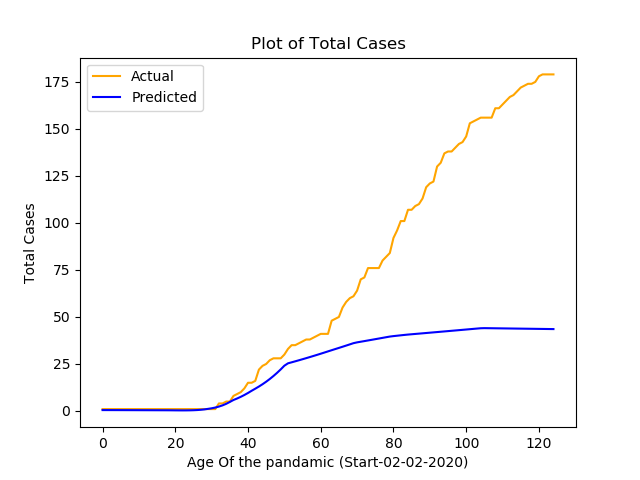 Plot of Total Cases
Actual
Predicted
175
150
125
100
75
50
25
0
Total Cases
0 20 40 60 80 100 120
Age Of the pandamic (Start-02-02-2020)